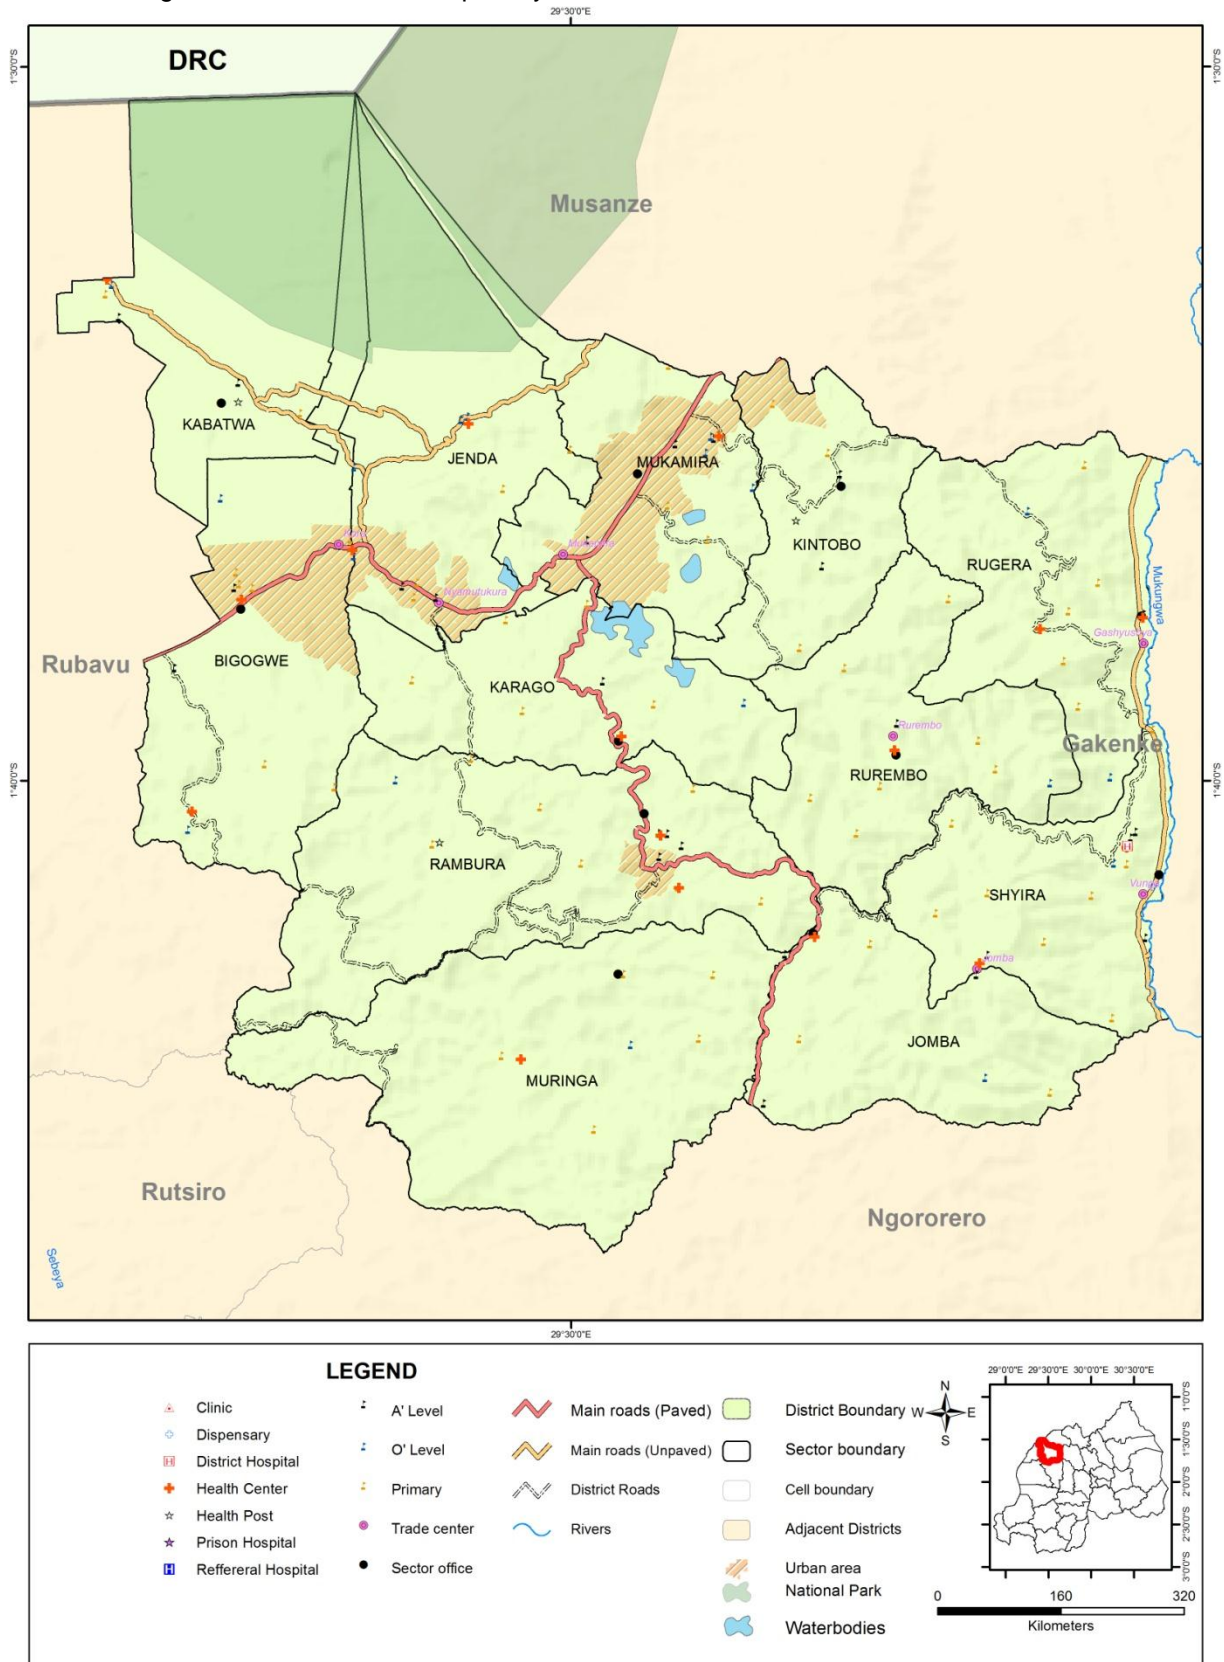 29°30'0"E
1°30'0"S
1°30'0"S
DRC
Musanze
KABATWA
JENDA
MUKAMIRA
KINTOBO
RUGERA
Mukungwa
Nyamutukura
Rubavu
BIGOGWE
KARAGO
Rurembo
Gakenke
RUREMBO
1°40'0"S
1°40'0"S
RAMBURA
SHYIRA
JOMBA
MURINGA
Rutsiro
Ngororero
Sebeya
29°30'0"E
LEGEND
Clinic
Dispensary
District Hospital
Health Center
Health Post
Prison Hospital
Reffereral Hospital
A' Level
O' Level
Primary
Trade center
Sector office
Main roads (Paved)
Main roads (Unpaved)
District Roads
Rivers
District Boundary
Sector boundary
Cell boundary
Adjacent Districts
Urban area
National Park
Waterbodies
N
W E
S
29°0'0"E 29°30'0"E 30°0'0"E 30°30'0"E
1°0'0"S
1°30'0"S
2°0'0"S
2°30'0"S
3°0'0"S
0 160 320
Kilometers